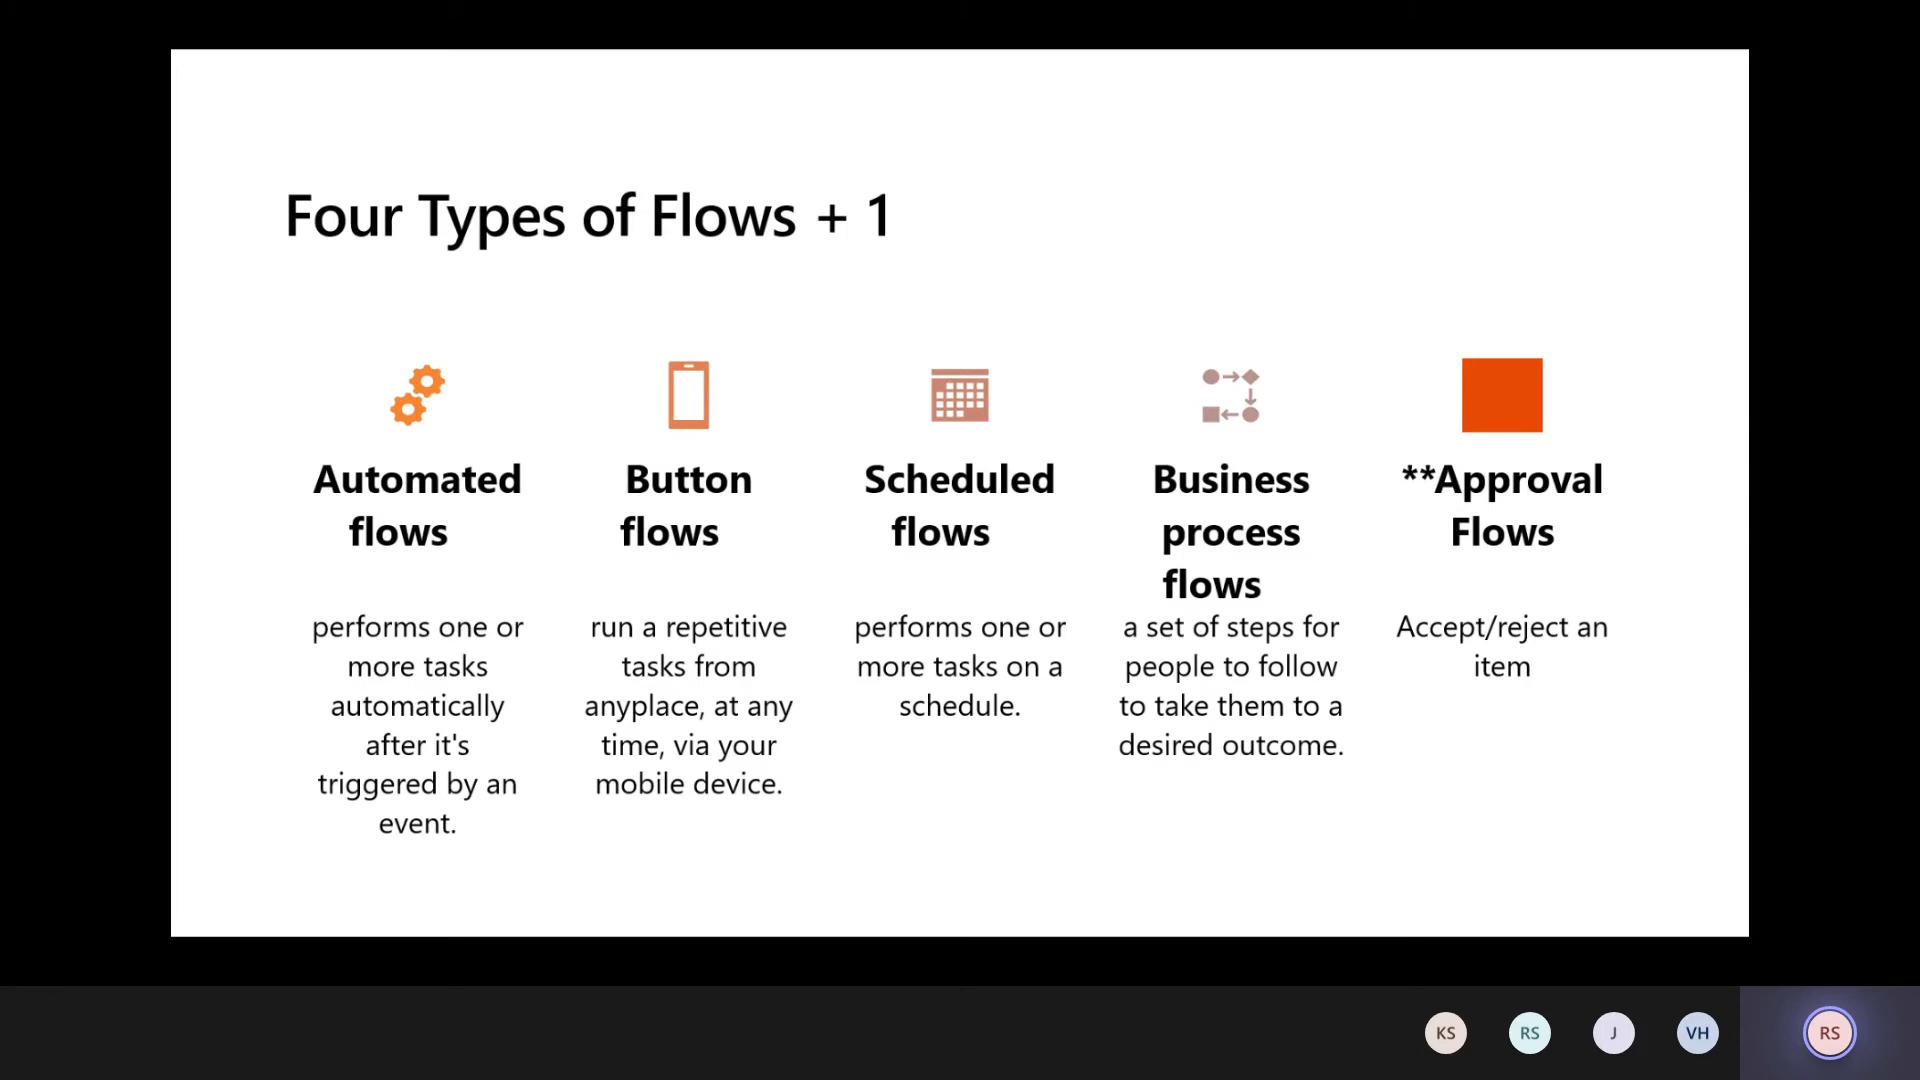 Four Types of Flows + 1
Automated
flows
performs one or
more tasks
automatically
after it's
triggered by an
event.
Button
flows
run a repetitive
tasks from
anyplace, at any
time, via your
mobile device.
Scheduled
flows
performs one or
more tasks on a
schedule.
Business
process
flows
a set of steps for
people to follow
to take them to a
desired outcome.
**Approval
Flows
Accept/reject an
item
KS
RS
J
VH
RS